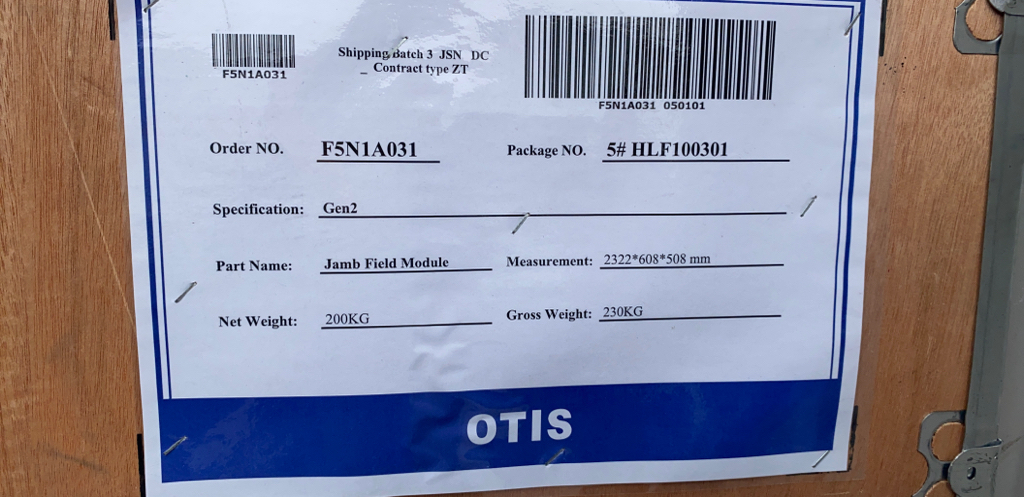 F5N1A031
Shipping Batch 3 JSN DC
_ Contract type ZT
F5N1A031 050101
Order NO. F5N1A031 Package NO. 5# HLF100301
Specification: Gen2
Part Name: Jamb Field Module Measurement: 2322*608*508 mm
Net Weight: 200KG Gross Weight: 230KG
OTIS